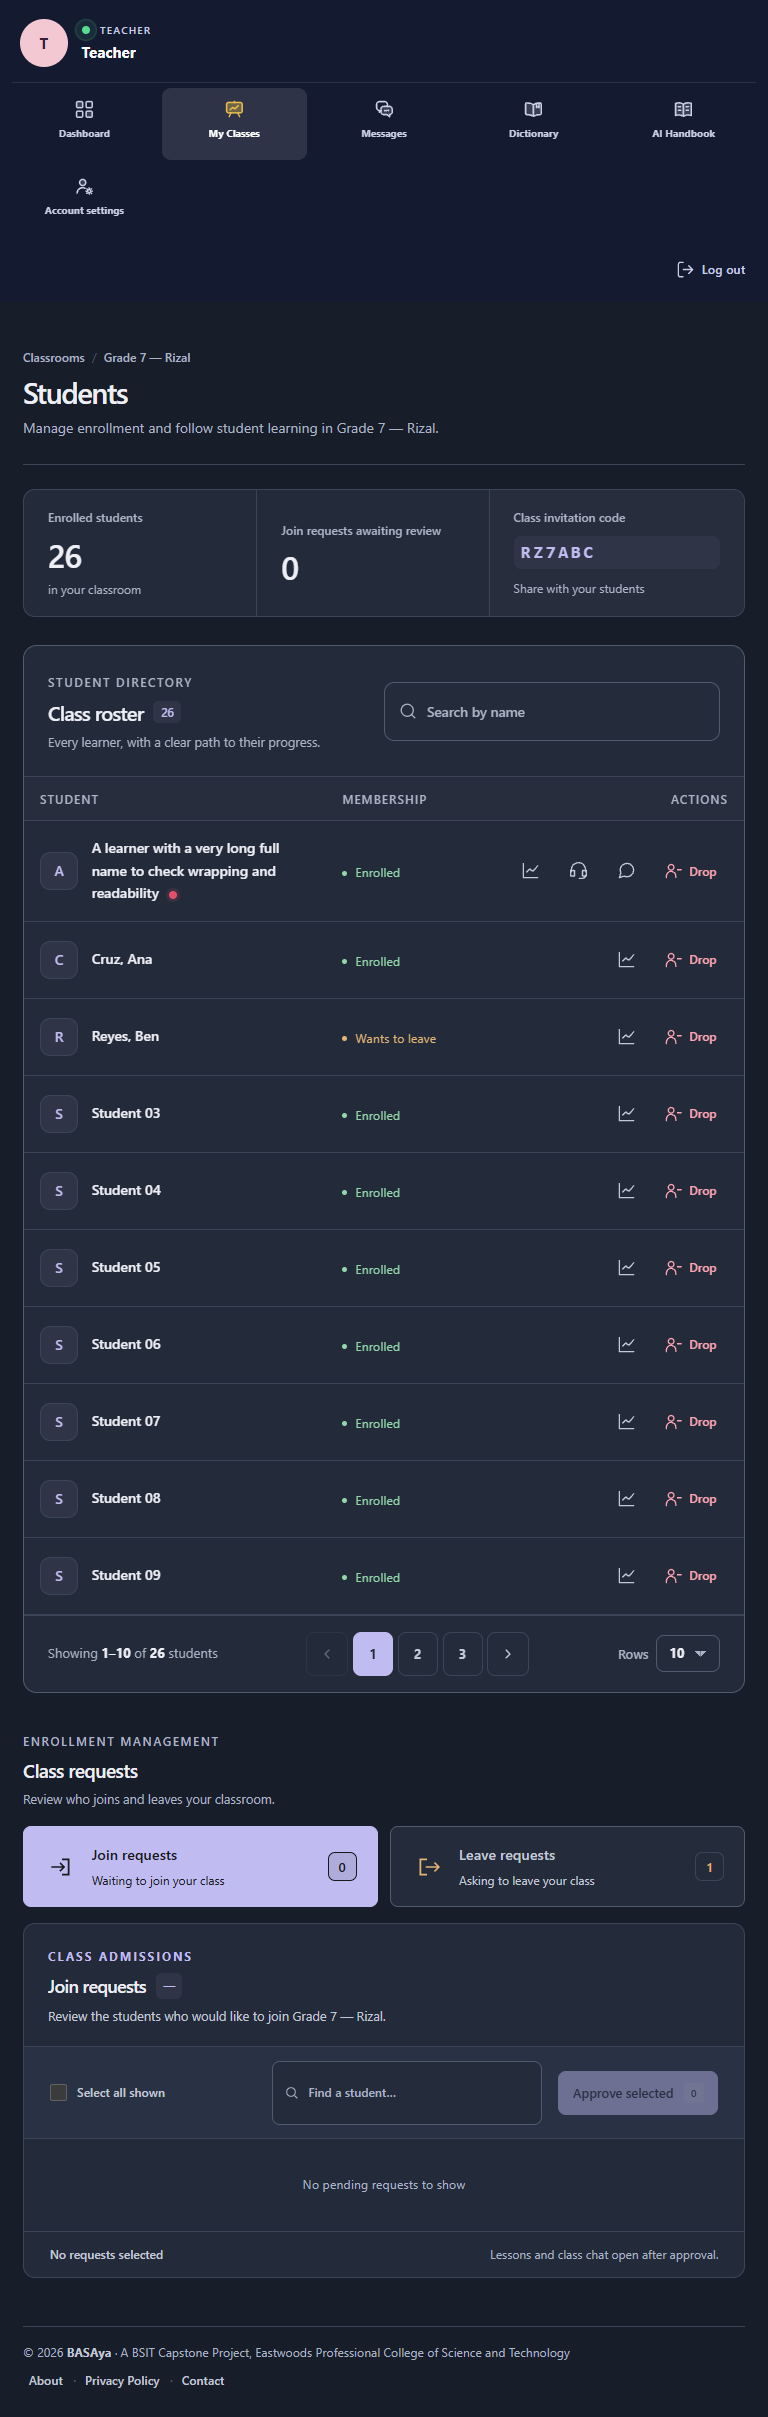 T
TEACHER
Teacher
Dashboard
My Classes
Messages
Dictionary
AI Handbook
Account settings
Log out
Classrooms / Grade 7 — Rizal
Students
Manage enrollment and follow student learning in Grade 7 — Rizal.
Enrolled students
26
in your classroom
Join requests awaiting review
0
Class invitation code
RZ7ABC
Share with your students
STUDENT DIRECTORY
Class roster 26
Every learner, with a clear path to their progress.
Search by name
STUDENT MEMBERSHIP ACTIONS
A A learner with a very long full
name to check wrapping and
readability
Enrolled Drop
C Cruz, Ana Enrolled Drop
R Reyes, Ben Wants to leave Drop
S Student 03 Enrolled Drop
S Student 04 Enrolled Drop
S Student 05 Enrolled Drop
S Student 06 Enrolled Drop
S Student 07 Enrolled Drop
S Student 08 Enrolled Drop
S Student 09 Enrolled Drop
Showing 1–10 of 26 students
1 2 3
Rows 10
ENROLLMENT MANAGEMENT
Class requests
Review who joins and leaves your classroom.
Join requests
Waiting to join your class
0
Leave requests
Asking to leave your class
1
CLASS ADMISSIONS
Join requests —
Review the students who would like to join Grade 7 — Rizal.
Select all shown
Find a student...
Approve selected 0
No pending requests to show
No requests selected
Lessons and class chat open after approval.
© 2026 BASAya · A BSIT Capstone Project, Eastwoods Professional College of Science and Technology
About · Privacy Policy · Contact